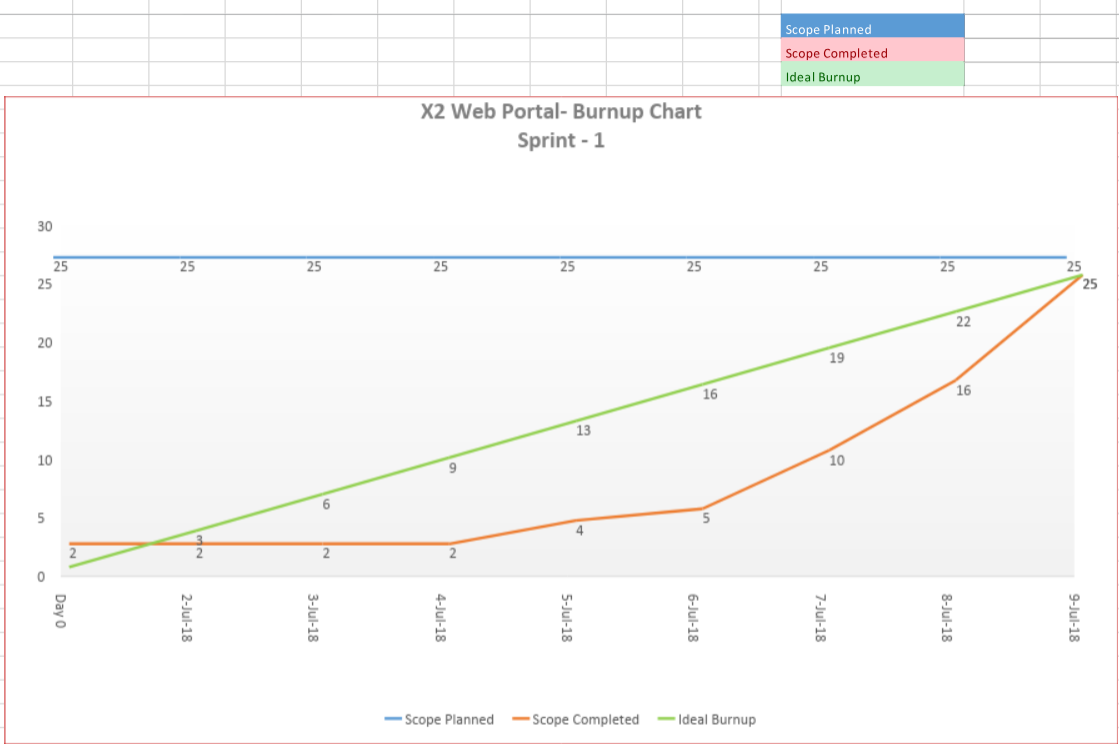 Scope Planned
Scope Completed
Ideal Burnup
X2 Web Portal- Burnup Chart
Sprint - 1
30
25 25 25 25 25 25 25 25 25
25 25
22
20
19
16 16
15
13
10 10
9
6
5 5
4
3
2 2 2 2
0
Day 0 2-Jul-18 3-Jul-18 4-Jul-18 5-Jul-18 6-Jul-18 7-Jul-18 8-Jul-18 9-Jul-18
Scope Planned Scope Completed Ideal Burnup